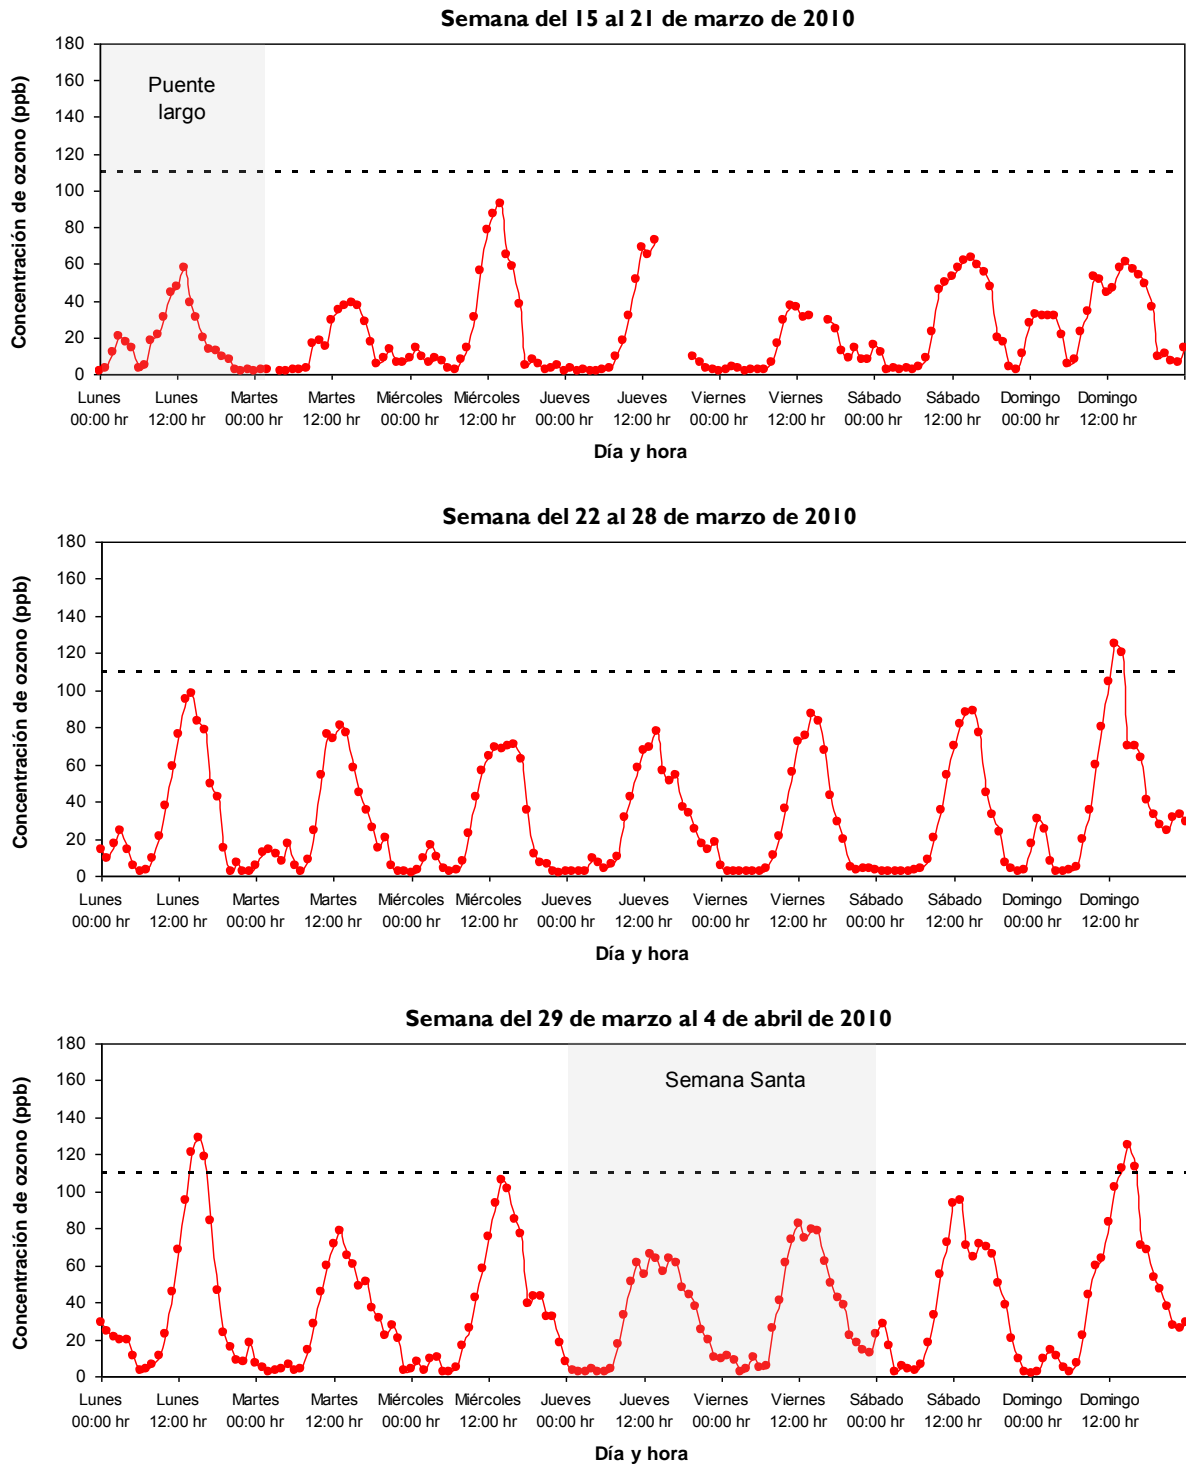 Semana del 15 al 21 de marzo de 2010
Concentración de ozono (ppb)
180
160
140
120
100
80
60
40
20
0
Puente
largo
Lunes Lunes Martes Martes Miércoles Miércoles Jueves Jueves Viernes Viernes Sábado Sábado Domingo Domingo
00:00 hr 12:00 hr 00:00 hr 12:00 hr 00:00 hr 12:00 hr 00:00 hr 12:00 hr 00:00 hr 12:00 hr 00:00 hr 12:00 hr 00:00 hr 12:00 hr
Día y hora
Semana del 22 al 28 de marzo de 2010
Concentración de ozono (ppb)
180
160
140
120
100
80
60
40
20
0
Lunes Lunes Martes Martes Miércoles Miércoles Jueves Jueves Viernes Viernes Sábado Sábado Domingo Domingo
00:00 hr 12:00 hr 00:00 hr 12:00 hr 00:00 hr 12:00 hr 00:00 hr 12:00 hr 00:00 hr 12:00 hr 00:00 hr 12:00 hr 00:00 hr 12:00 hr
Día y hora
Semana del 29 de marzo al 4 de abril de 2010
Concentración de ozono (ppb)
180
160
140
120
100
80
60
40
20
0
Semana Santa
Lunes Lunes Martes Martes Miércoles Miércoles Jueves Jueves Viernes Viernes Sábado Sábado Domingo Domingo
00:00 hr 12:00 hr 00:00 hr 12:00 hr 00:00 hr 12:00 hr 00:00 hr 12:00 hr 00:00 hr 12:00 hr 00:00 hr 12:00 hr 00:00 hr 12:00 hr
Día y hora